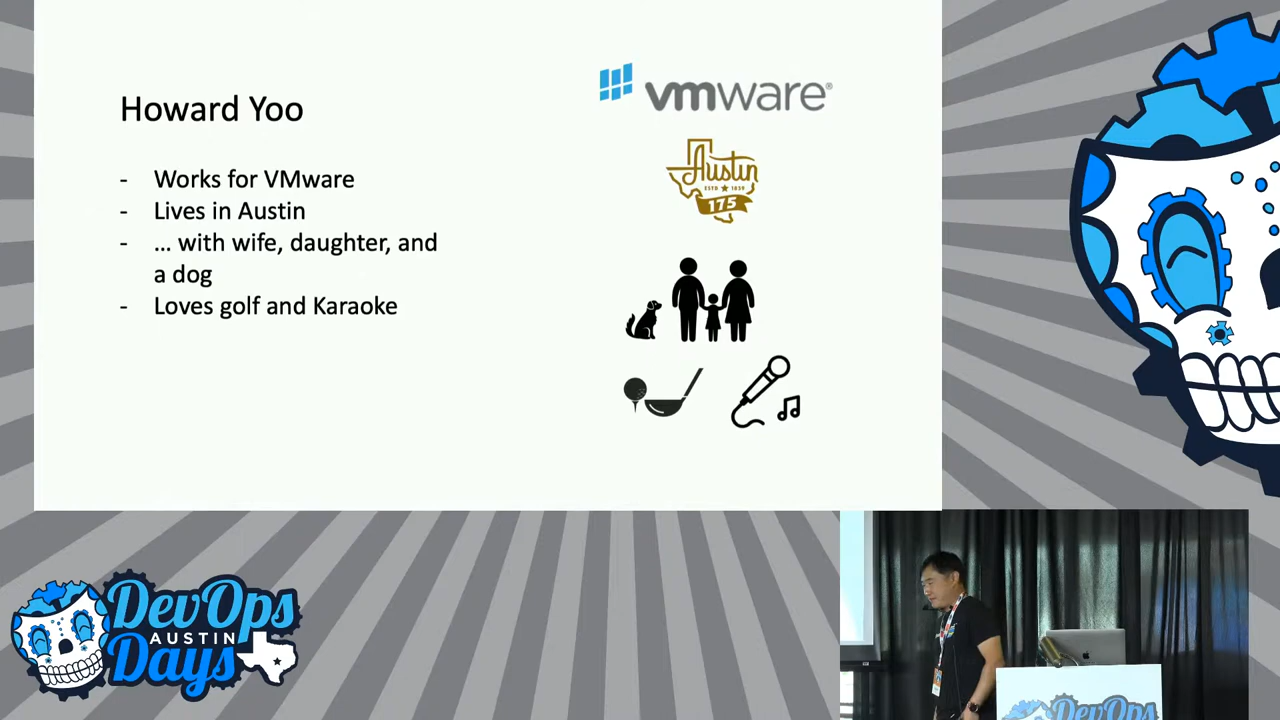 Howard Yoo
- Works for VMware
- Lives in Austin
- … with wife, daughter, and
a dog
- Loves golf and Karaoke
vmware®
Austin
ESTD ★ 1839
175
DevOps
AUSTIN
Days
DevOps